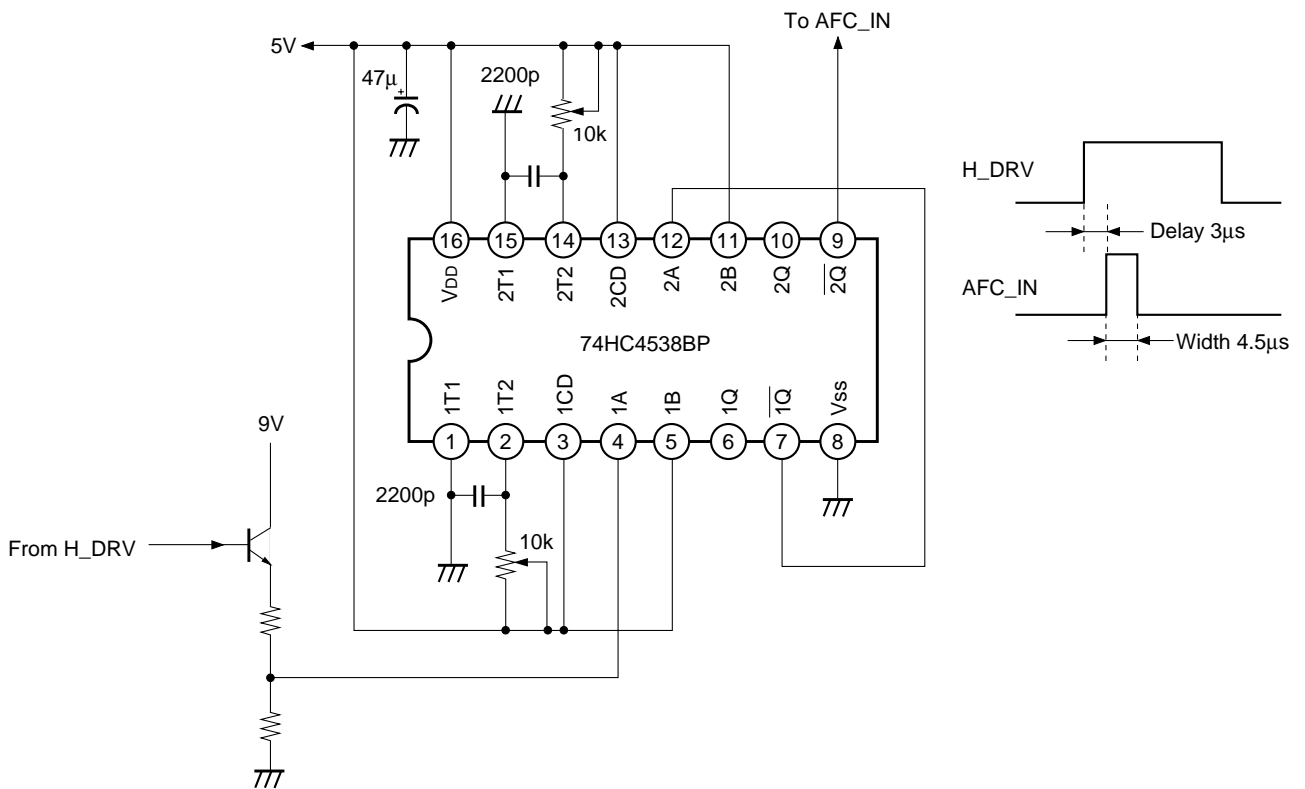 To AFC_IN
5V
47µ
+
2200p
10k
H_DRV
Delay 3µs
AFC_IN
Width 4.5µs
16 15 14 13 12 11 10 9
VDD 2T1 2T2 2CD 2A 2B 2Q 2Q
74HC4538BP
1T1 1T2 1CD 1A 1B 1Q 1Q Vss
1 2 3 4 5 6 7 8
9V
2200p
10k
From H_DRV